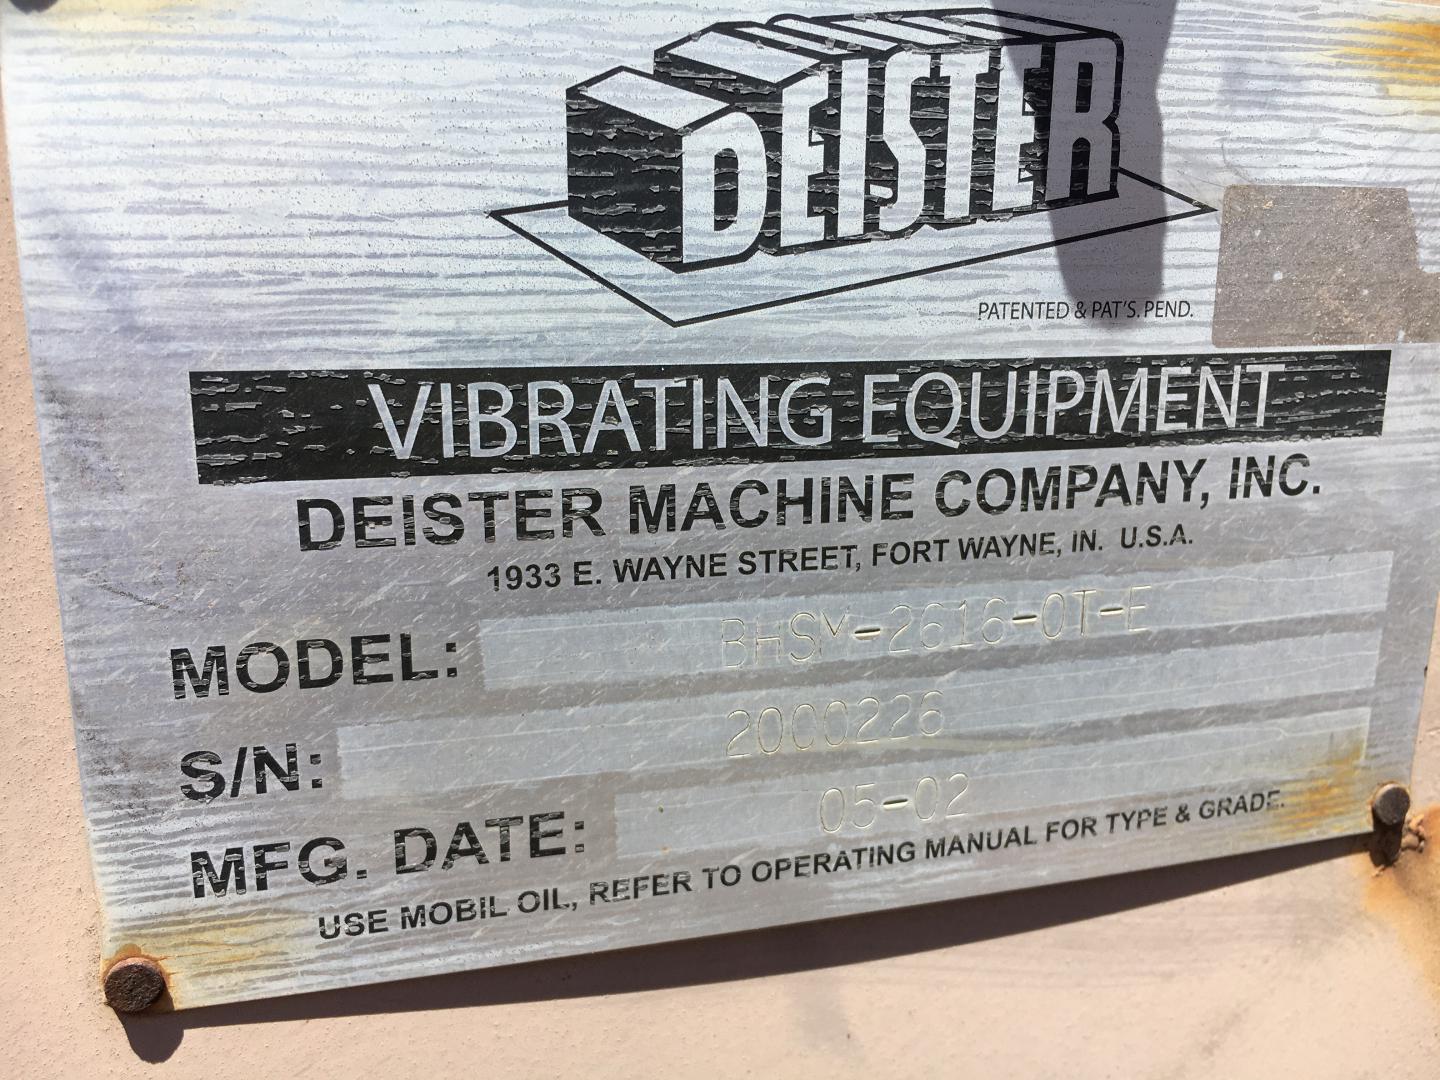 DEISTER
PATENTED & PAT'S. PEND.
VIBRATING EQUIPMENT
DEISTER MACHINE COMPANY, INC.
1933 E. WAYNE STREET, FORT WAYNE, IN. U.S.A.
MODEL: BHSM-2616-OT-E
S/N: 2000226
MFG. DATE: 05-02
USE MOBIL OIL, REFER TO OPERATING MANUAL FOR TYPE & GRADE.